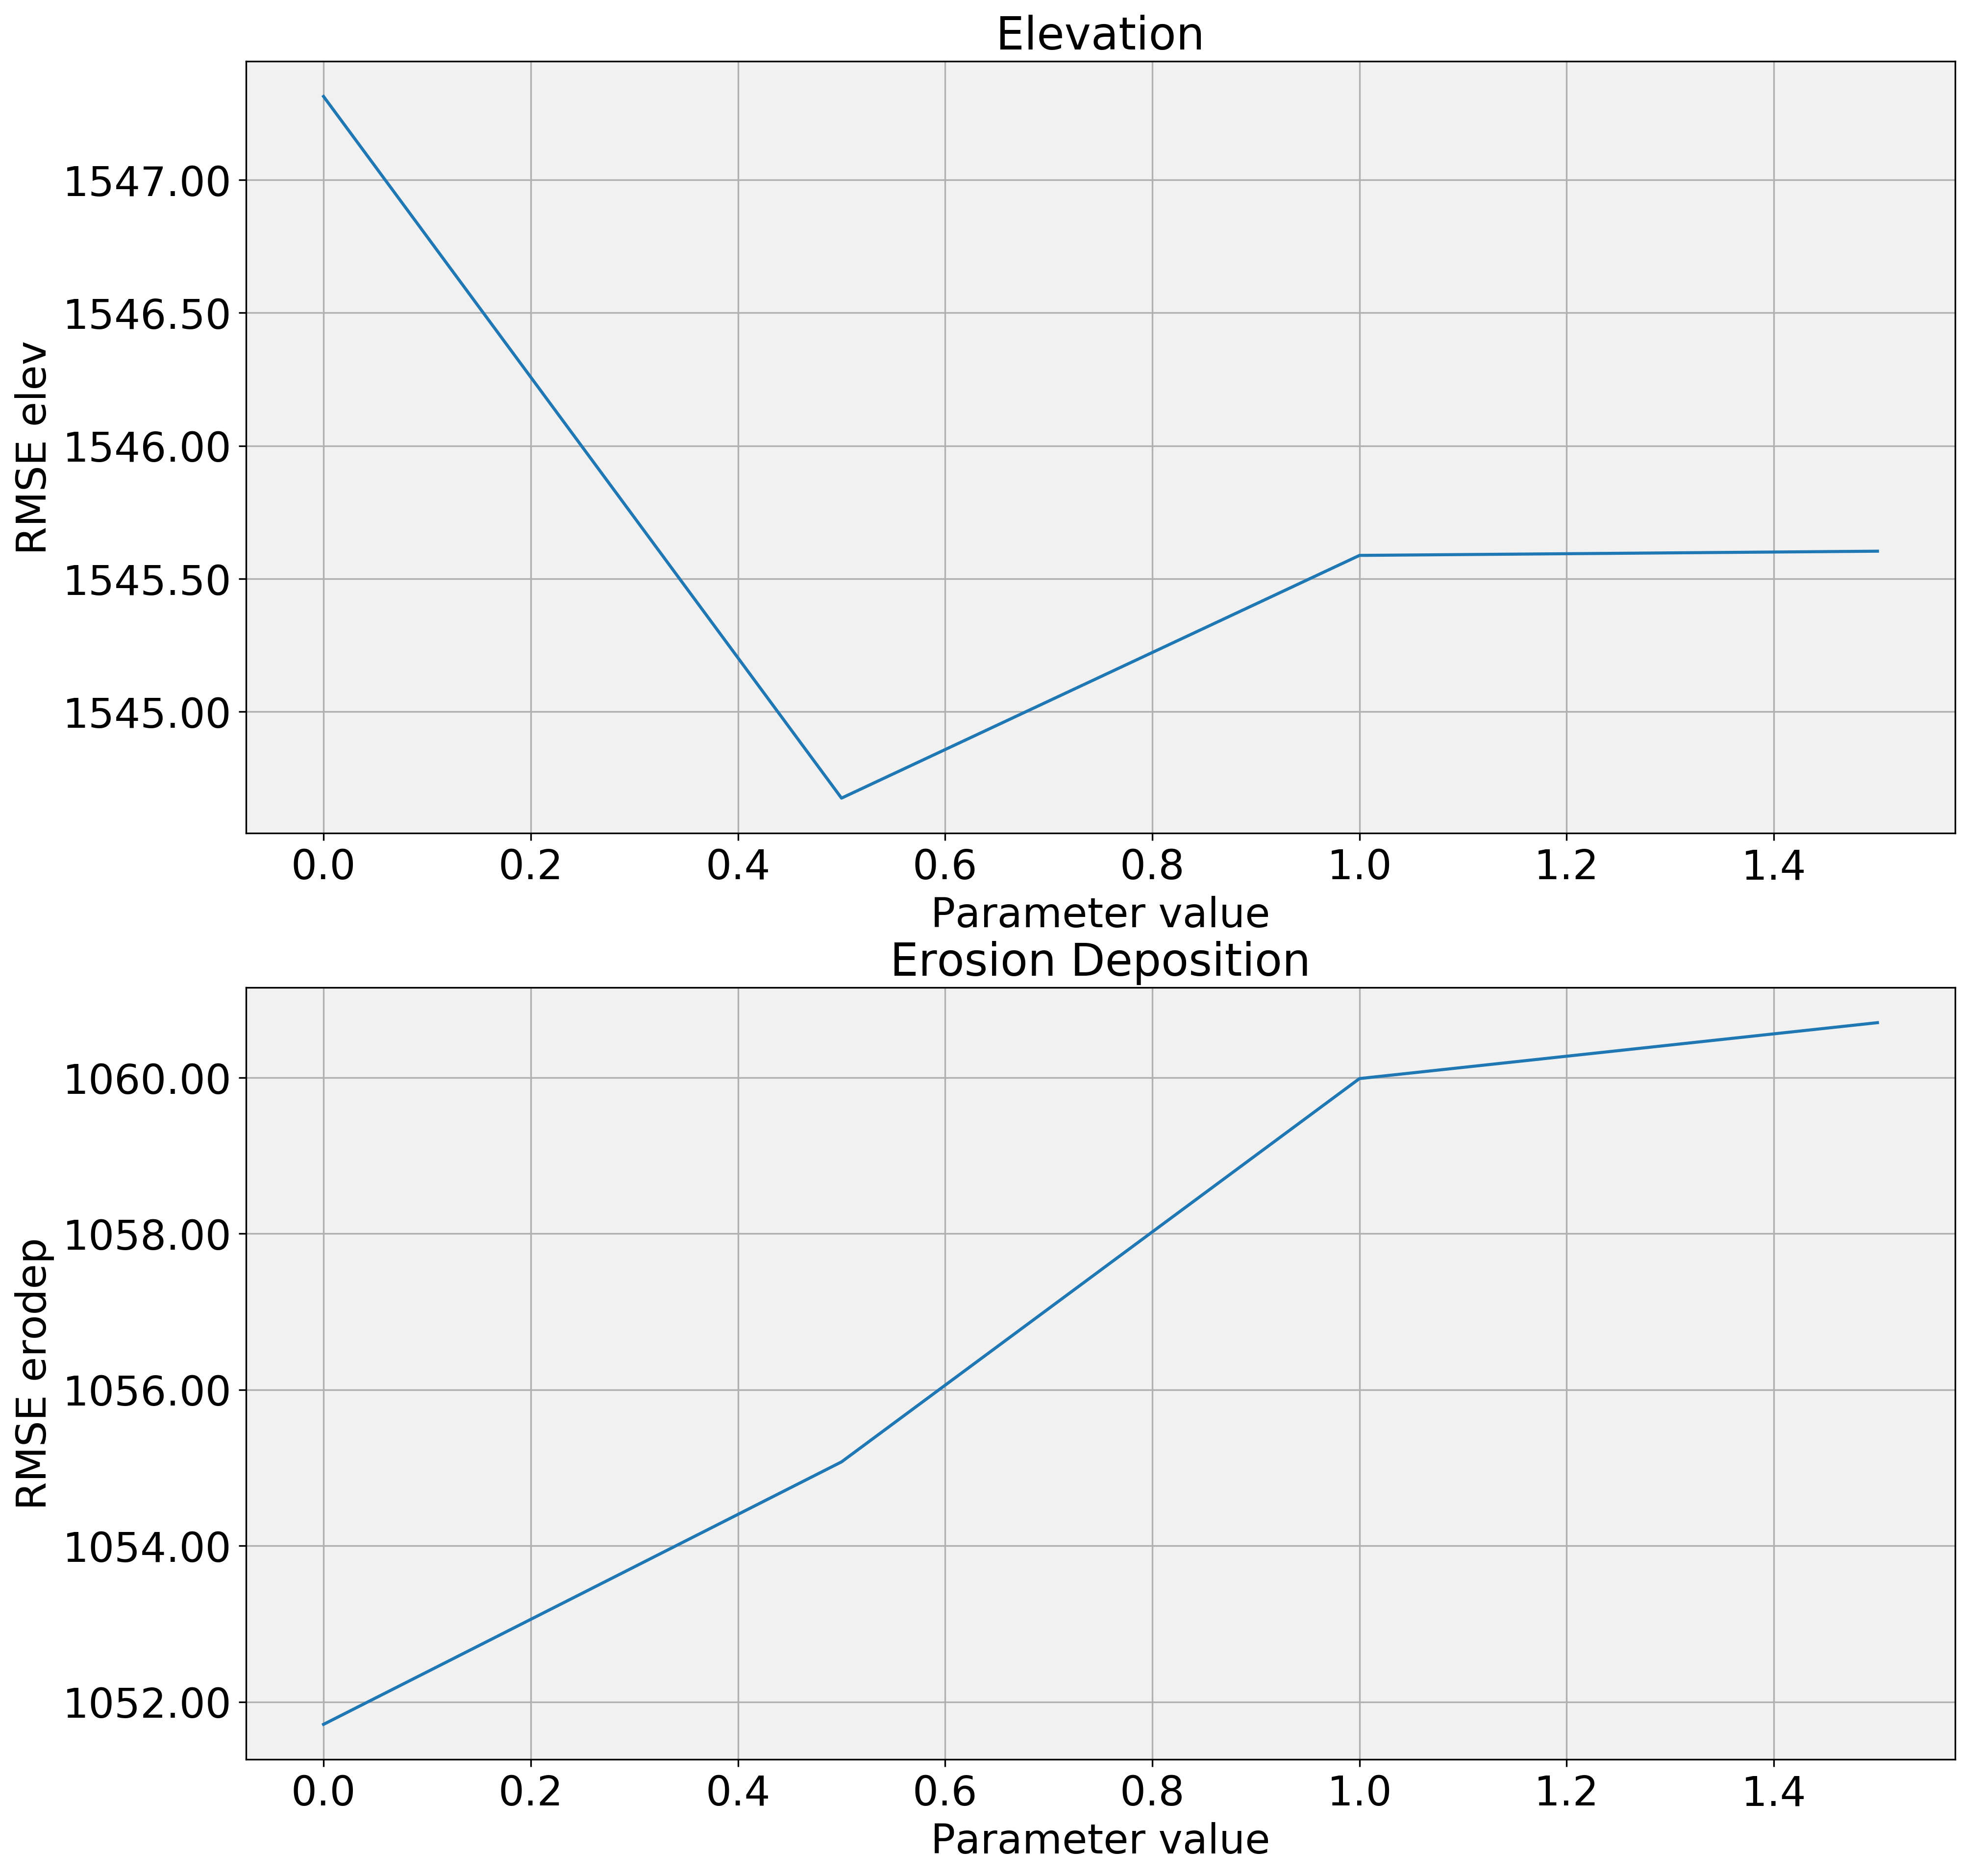 Elevation
RMSE elev
1547.00
1546.50
1546.00
1545.50
1545.00
0.0 0.2 0.4 0.6 0.8 1.0 1.2 1.4
Parameter value
Erosion Deposition
RMSE erodep
1060.00
1058.00
1056.00
1054.00
1052.00
0.0 0.2 0.4 0.6 0.8 1.0 1.2 1.4
Parameter value